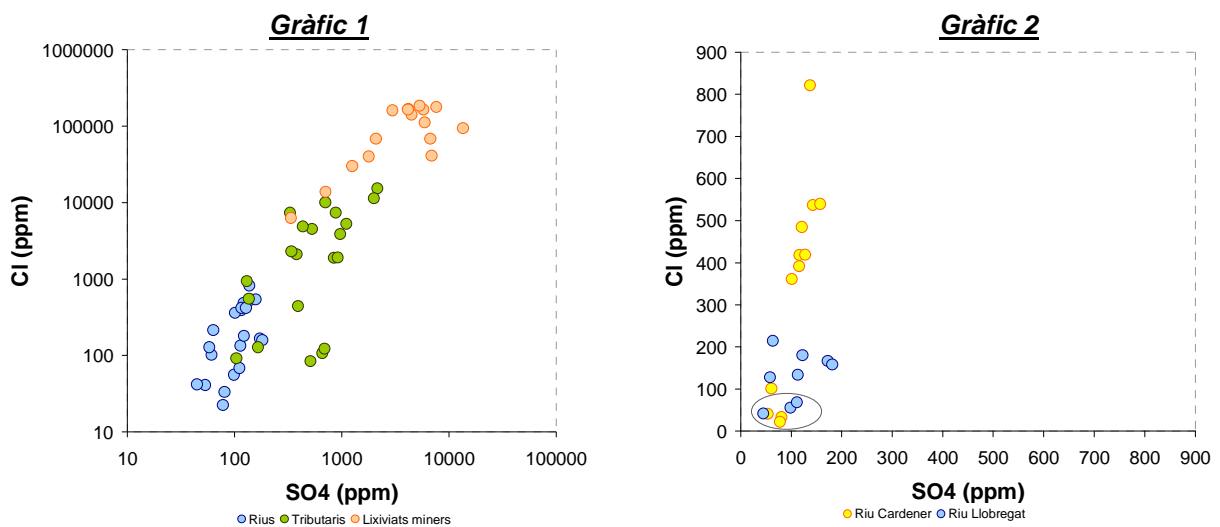 Gràfic 1
1000000
100000
10000
1000
100
10
10 100 1000 10000 100000
Cl (ppm)
SO4 (ppm)
Rius Tributaris Lixiviats miners
Gràfic 2
900
800
700
600
500
400
300
200
100
0
0 100 200 300 400 500 600 700 800 900
Cl (ppm)
SO4 (ppm)
Riu Cardener Riu Llobregat